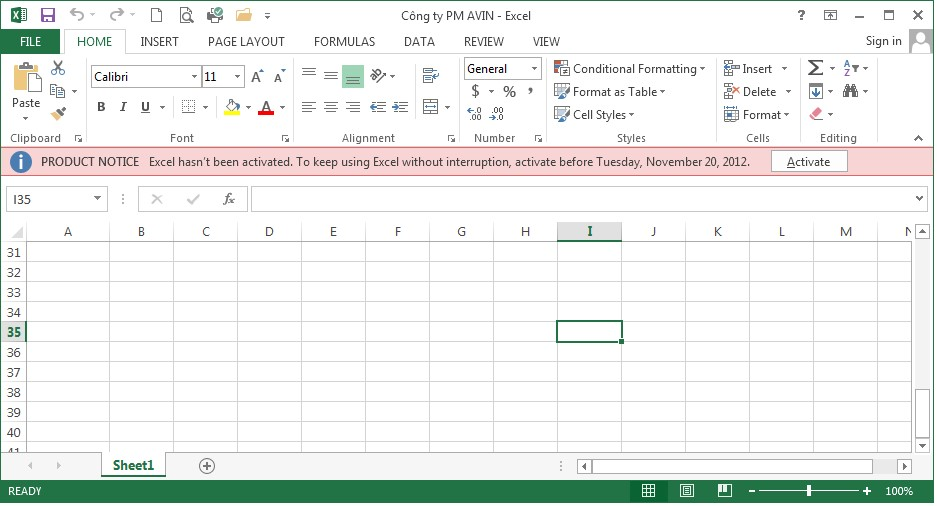 Công ty PM AVIN - Excel
?
FILE HOME INSERT PAGE LAYOUT FORMULAS DATA REVIEW VIEW Sign in
Calibri 11 A A General Conditional Formatting Insert Σ A Z
Paste $ % , Format as Table Delete
B I U A .0 .00 .00 .0 Cell Styles Format
Clipboard Font Alignment Number Styles Cells Editing
PRODUCT NOTICE Excel hasn't been activated. To keep using Excel without interruption, activate before Tuesday, November 20, 2012. Activate
I35 fx
A B C D E F G H I J K L M N
31
32
33
34
35
36
37
38
39
40
41
Sheet1
READY 100%